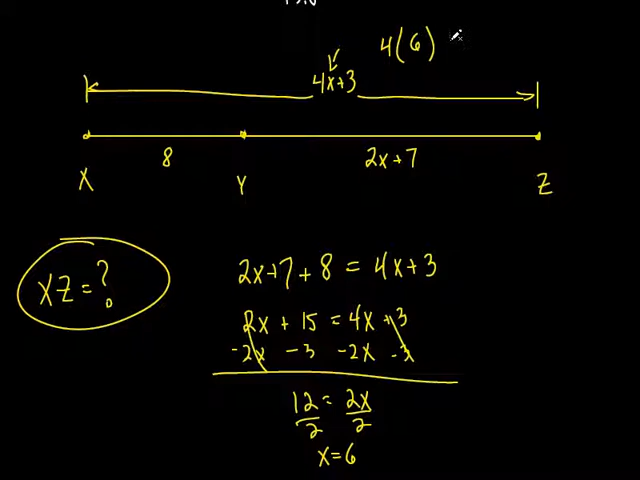 4(6)
4x+3
8 2x+7
X Y Z
XZ=?
2x+7+8=4x+3
2x+15=4x+3
-2x -3 -2x -3
12=2x
2 2
x=6